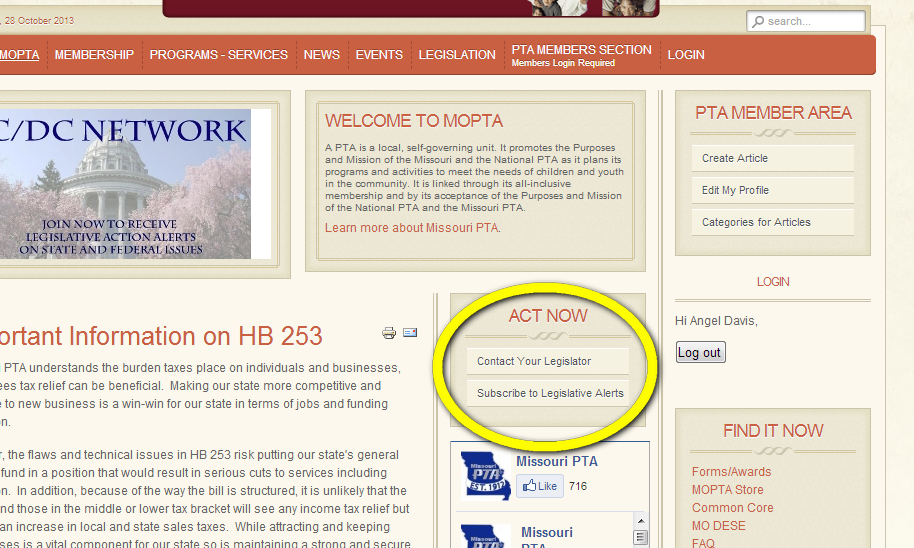 , 28 October 2013
search...
MOPTA MEMBERSHIP PROGRAMS - SERVICES NEWS EVENTS LEGISLATION PTA MEMBERS SECTION LOGIN
Members Login Required
C/DC NETWORK
JOIN NOW TO RECEIVE
LEGISLATIVE ACTION ALERTS
ON STATE AND FEDERAL ISSUES
WELCOME TO MOPTA
A PTA is a local, self-governing unit. It promotes the Purposes
and Mission of the Missouri and the National PTA as it plans its
programs and activities to meet the needs of children and youth
in the community. It is linked through its all-inclusive
membership and by its acceptance of the Purposes and Mission
of the National PTA and the Missouri PTA.
Learn more about Missouri PTA.
PTA MEMBER AREA
Create Article
Edit My Profile
Categories for Articles
LOGIN
Hi Angel Davis,
Log out
ortant Information on HB 253
PTA understands the burden taxes place on individuals and businesses,
ees tax relief can be beneficial. Making our state more competitive and
e to new business is a win-win for our state in terms of jobs and funding
on.
r, the flaws and technical issues in HB 253 risk putting our state's general
fund in a position that would result in serious cuts to services including
on. In addition, because of the way the bill is structured, it is unlikely that the
nd those in the middle or lower tax bracket will see any income tax relief but
an increase in local and state sales taxes. While attracting and keeping
ses is a vital component for our state so is maintaining a strong and secure
ACT NOW
Contact Your Legislator
Subscribe to Legislative Alerts
Missouri
PTA
EST. 1912
Missouri PTA
Like 716
Missouri
Missouri
PTA
FIND IT NOW
Forms/Awards
MOPTA Store
Common Core
MO DESE
FAQ